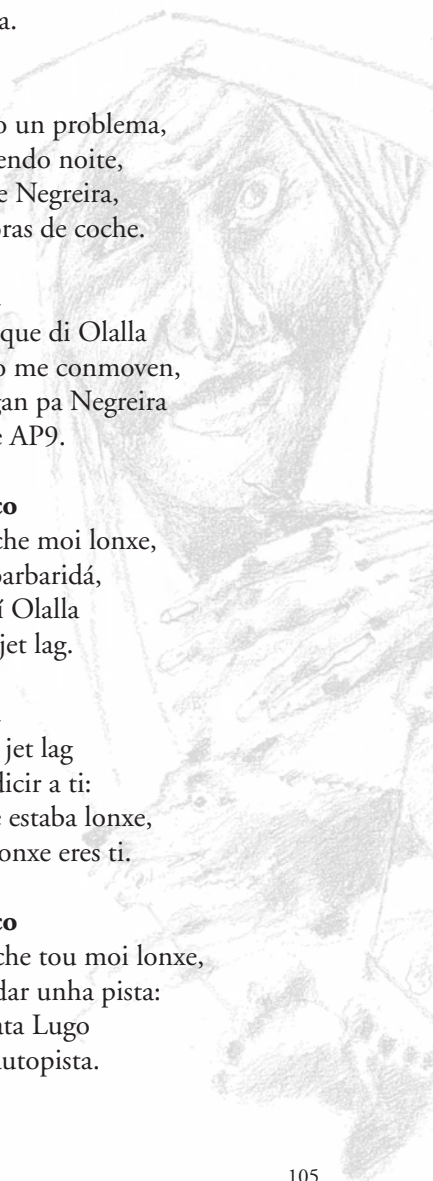 a.
o un problema,
endo noite,
e Negreira,
oras de coche.
que di Olalla
o me conmoven,
gan pa Negreira
e AP9.
co
che moi lonxe,
barbaridá,
í Olalla
jet lag.
jet lag
dicir a ti:
e estaba lonxe,
onxe eres ti.
co
che tou moi lonxe,
dar unha pista:
ata Lugo
autopista.
105